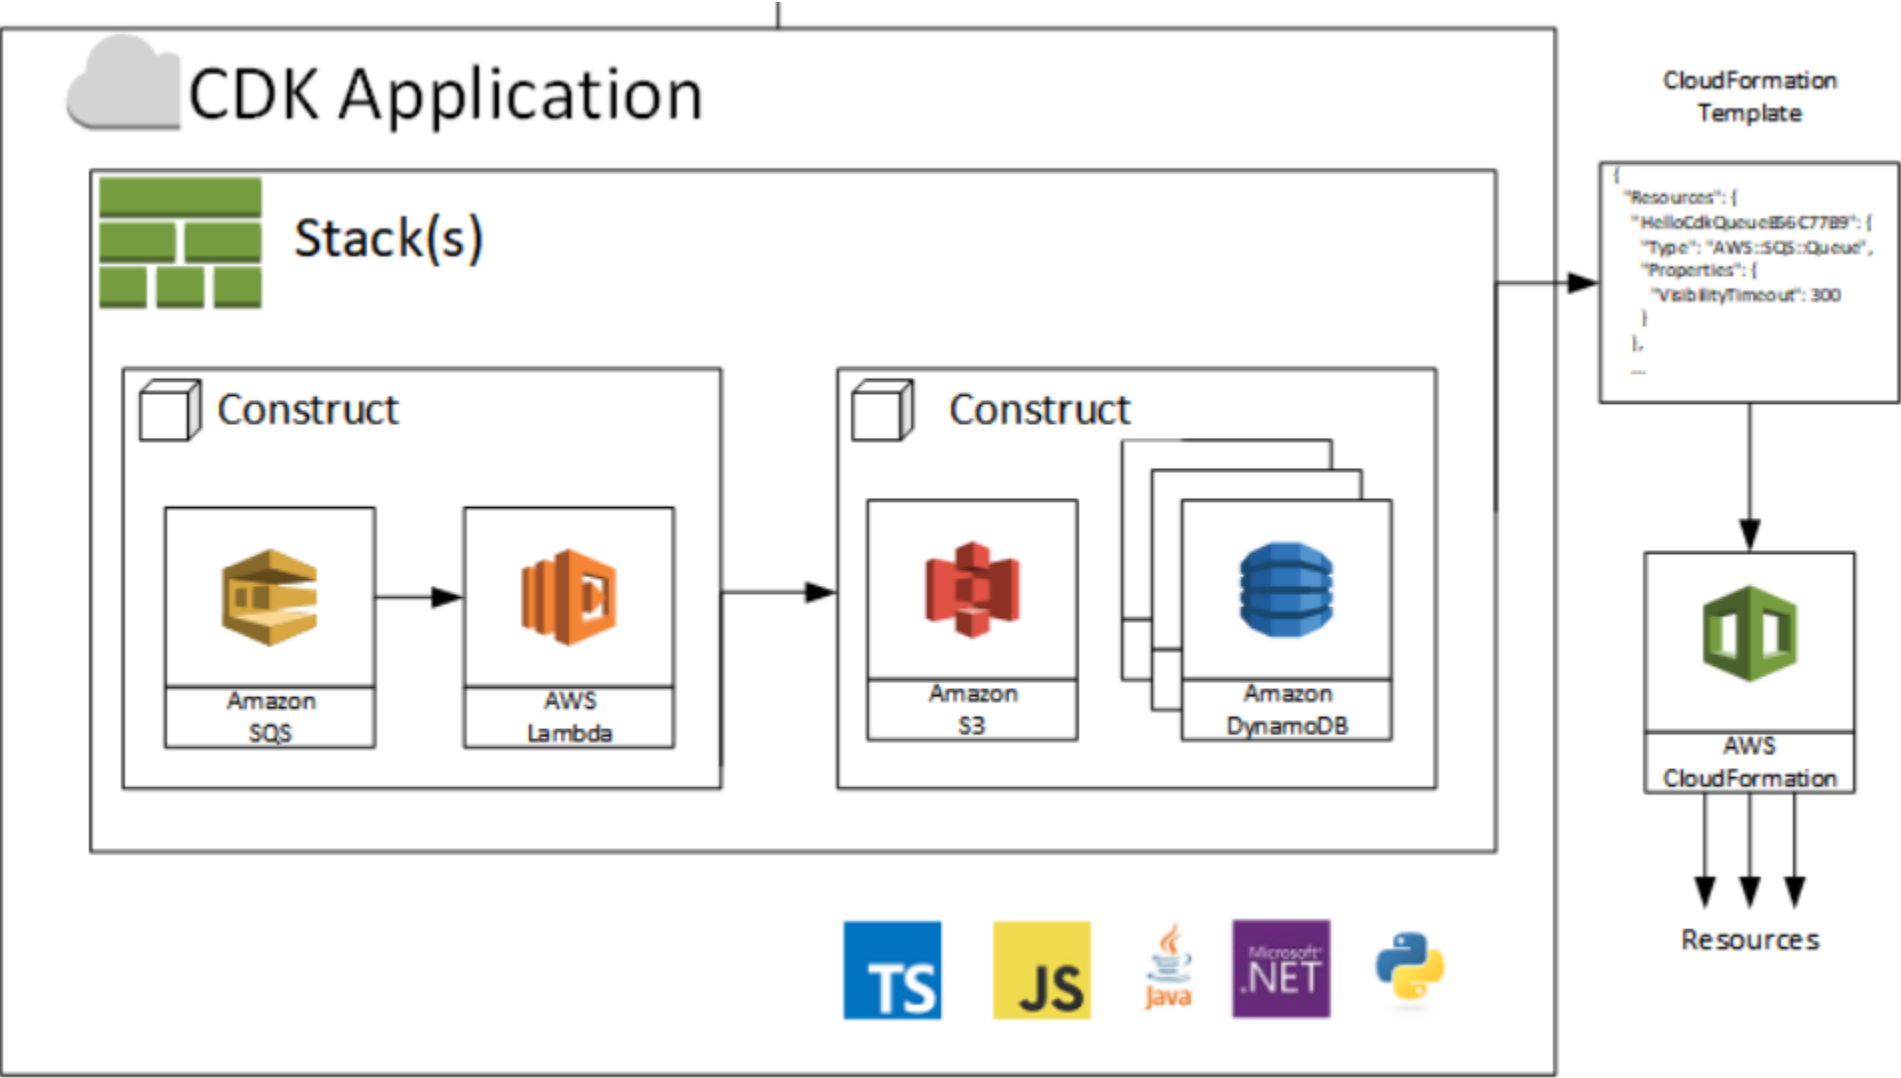 CDK Application
Stack(s)
Construct
Amazon
SQS
AWS
Lambda
Construct
Amazon
S3
Amazon
DynamoDB
TS
JS
Java
Microsoft
.NET
CloudFormation
Template
{
"Resources": {
"HelloCdkQueueB56C77B9": {
"Type": "AWS::SQS::Queue",
"Properties": {
"VisibilityTimeout": 300
}
},
...
AWS
CloudFormation
Resources